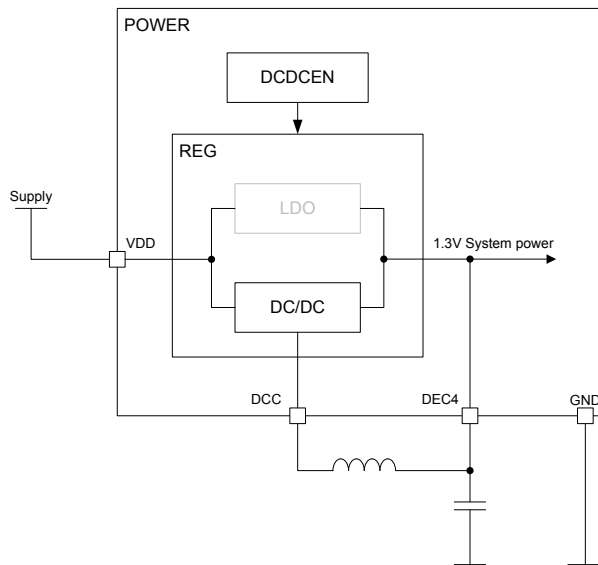 POWER
DCDCEN
REG
Supply
LDO
VDD
1.3V System power
DC/DC
DCC
DEC4
GND